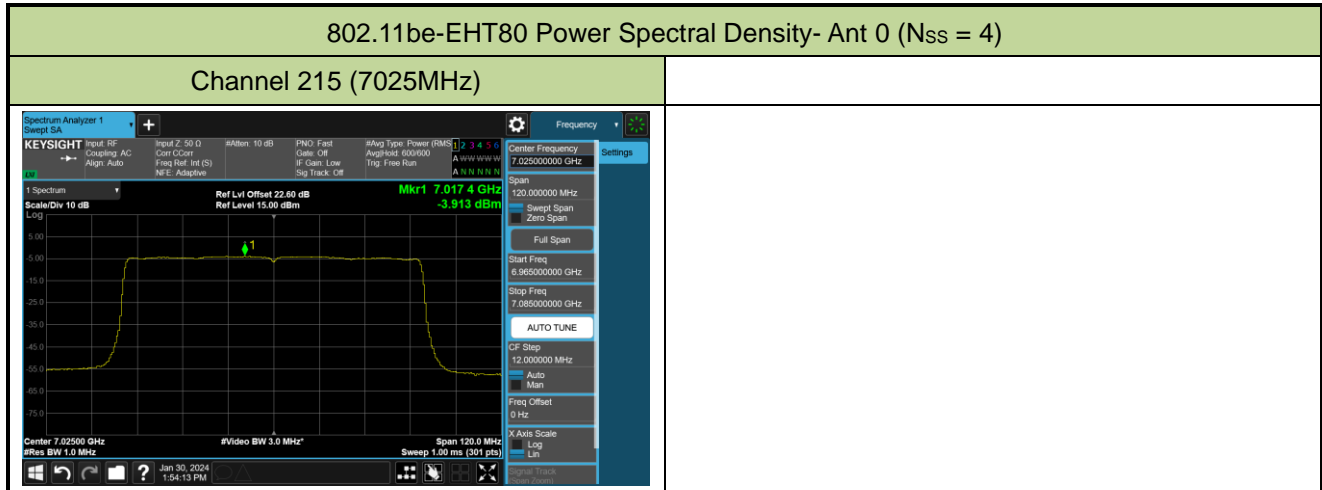 802.11be-EHT80 Power Spectral Density- Ant 0 (NSS = 4)
Channel 215 (7025MHz)
Spectrum Analyzer 1
Swept SA
+
Frequency
KEYSIGHT
Input: RF
Coupling: AC
Align: Auto
Input Z: 50 Ω
Corr CCorr
Freq Ref: Int (S)
NFE: Adaptive
#Atten: 10 dB
PNO: Fast
Gate: Off
IF Gain: Low
Sig Track: Off
#Avg Type: Power (RMS
Avg|Hold: 600/600
Trig: Free Run
1 2 3 4 5 6
A W W W W W
A N N N N N
LXI
1 Spectrum
Scale/Div 10 dB
Log
Ref Lvl Offset 22.60 dB
Ref Level 15.00 dBm
Mkr1 7.017 4 GHz
-3.913 dBm
5.00
-5.00
-15.0
-25.0
-35.0
-45.0
-55.0
-65.0
-75.0
1
Center 7.02500 GHz
#Res BW 1.0 MHz
#Video BW 3.0 MHz*
Span 120.0 MHz
Sweep 1.00 ms (301 pts)
Center Frequency
7.025000000 GHz
Settings
Span
120.000000 MHz
Swept Span
Zero Span
Full Span
Start Freq
6.965000000 GHz
Stop Freq
7.085000000 GHz
AUTO TUNE
CF Step
12.000000 MHz
Auto
Man
Freq Offset
0 Hz
X Axis Scale
Log
Lin
Signal Track
(Span Zoom)
?
Jan 30, 2024
1:54:13 PM